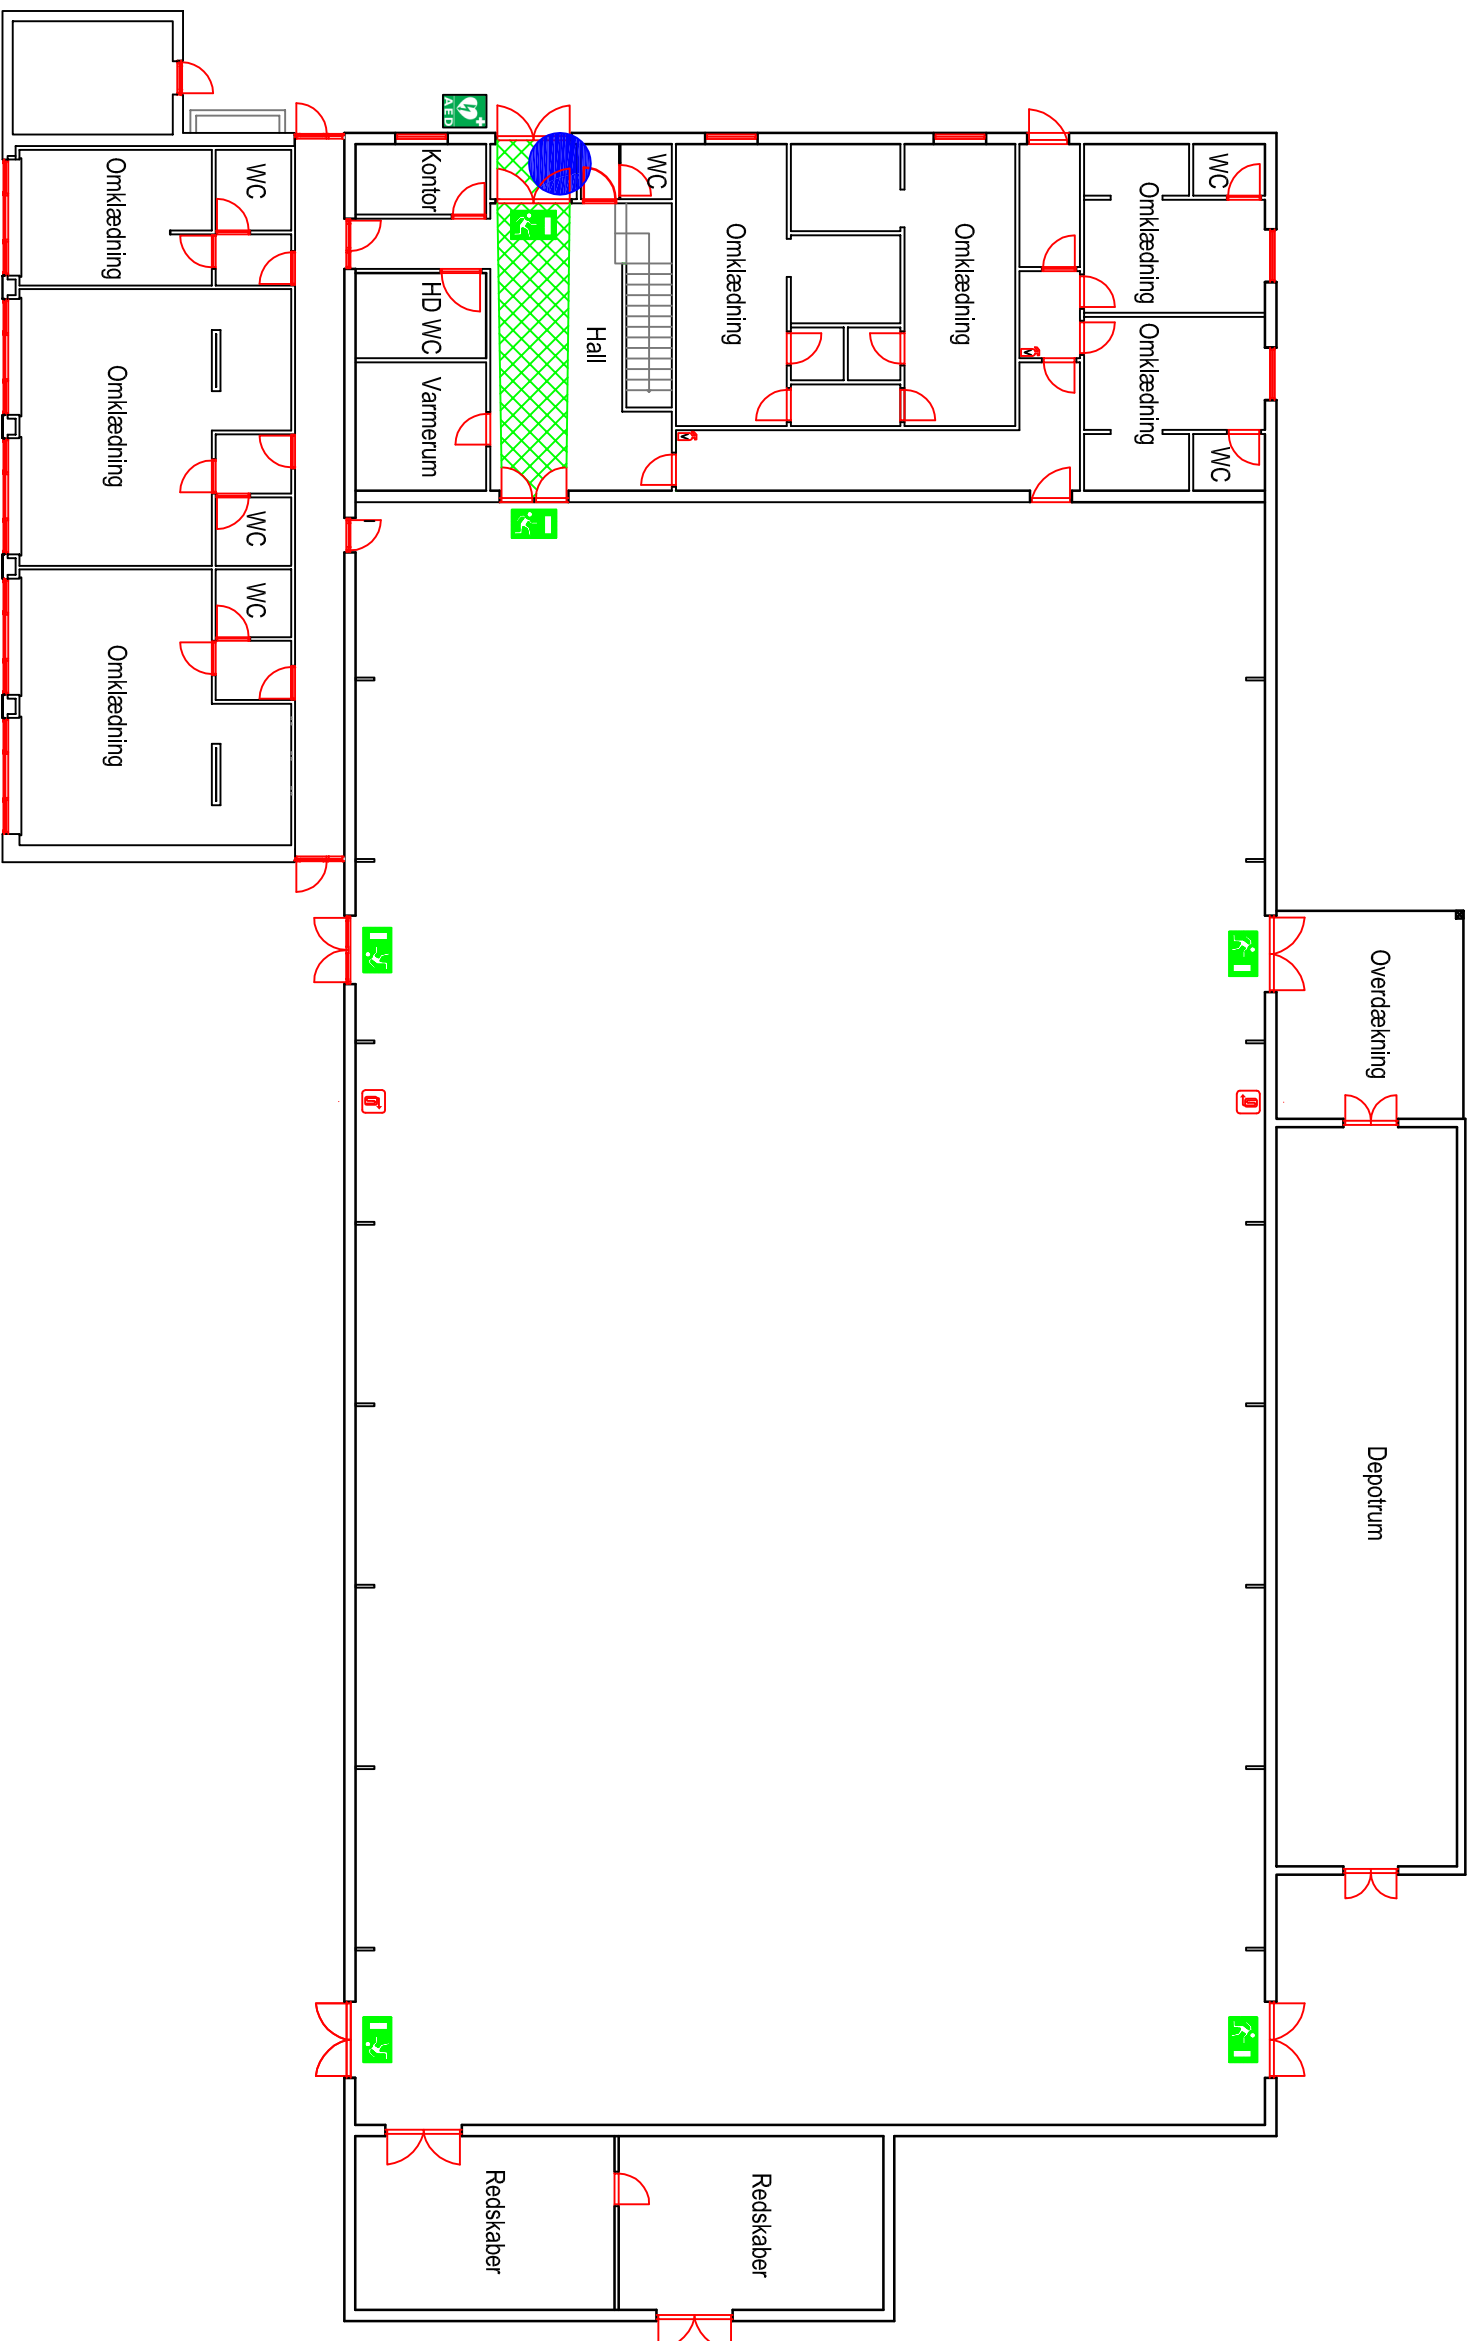 AED
Kontor
HD WC
Varmerum
Hall
WC
Omklædning
Omklædning
Omklædning
WC
Omklædning
WC
Omklædning
WC
Omklædning
WC
WC
Omklædning
Overdækning
Depotrum
Redskaber
Redskaber